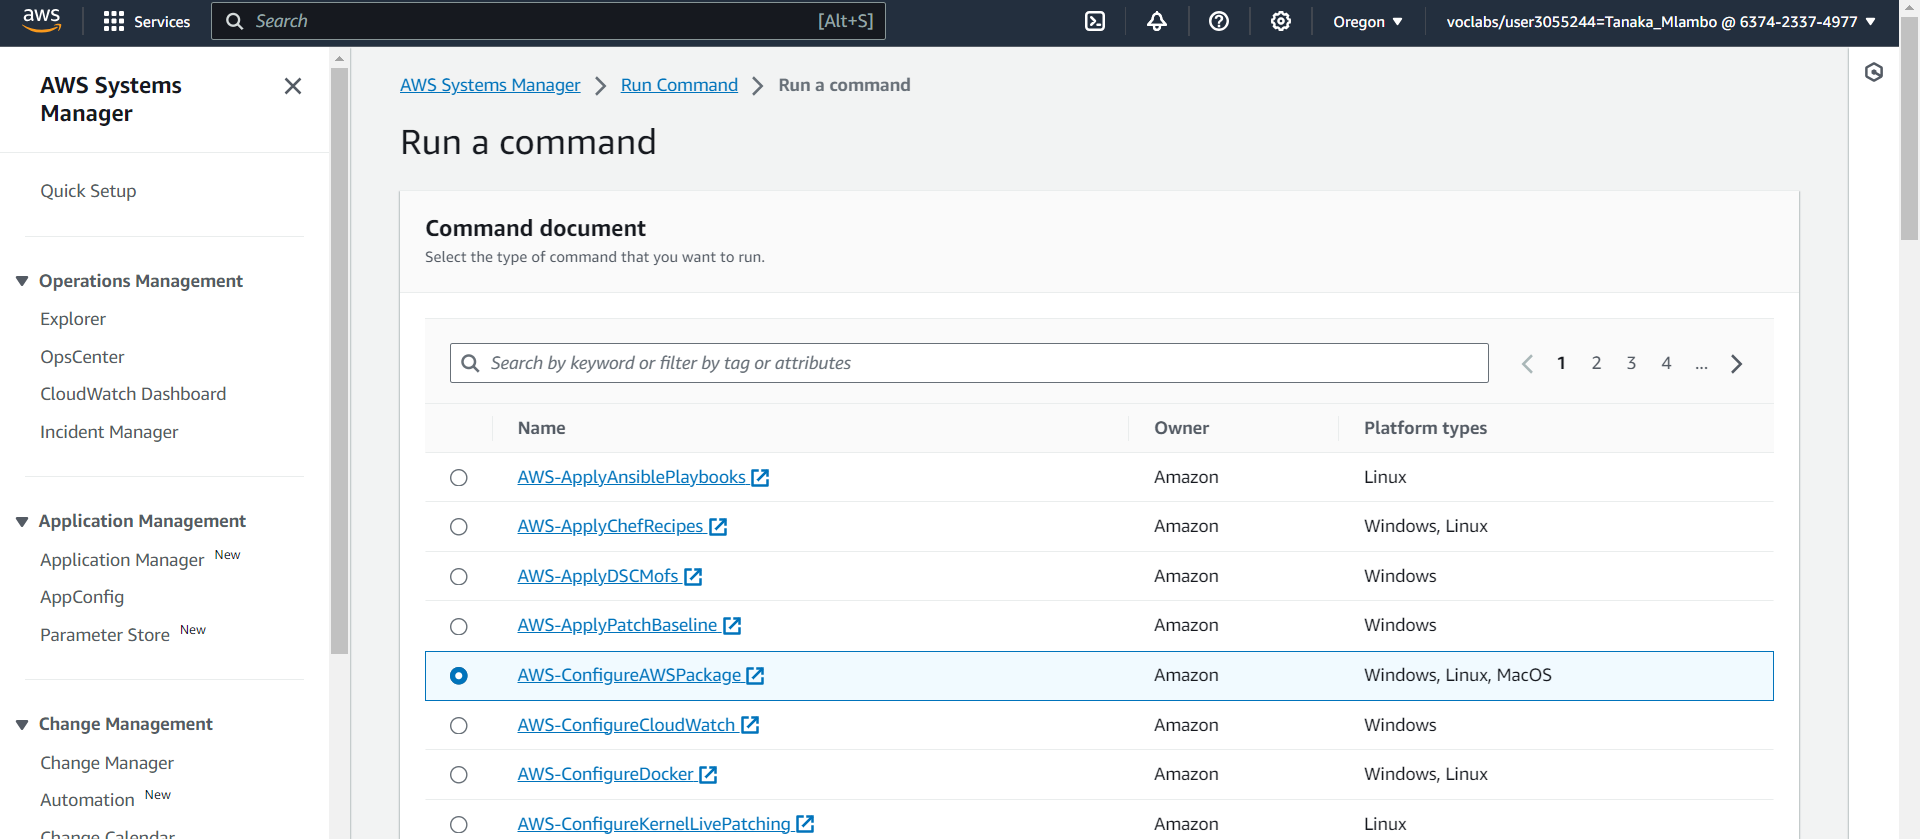 aws Services Search [Alt+S] Oregon voclabs/user3055244=Tanaka_Mlambo @ 6374-2337-4977
AWS Systems Manager
Quick Setup
Operations Management
Explorer
OpsCenter
CloudWatch Dashboard
Incident Manager
Application Management
Application Manager New
AppConfig
Parameter Store New
Change Management
Change Manager
Automation New
Change Calendar
AWS Systems Manager Run Command Run a command
Run a command
Command document
Select the type of command that you want to run.
Search by keyword or filter by tag or attributes 1 2 3 4 ...
Name Owner Platform types
AWS-ApplyAnsiblePlaybooks Amazon Linux
AWS-ApplyChefRecipes Amazon Windows, Linux
AWS-ApplyDSCMofs Amazon Windows
AWS-ApplyPatchBaseline Amazon Windows
AWS-ConfigureAWSPackage Amazon Windows, Linux, MacOS
AWS-ConfigureCloudWatch Amazon Windows
AWS-ConfigureDocker Amazon Windows, Linux
AWS-ConfigureKernelLivePatching Amazon Linux